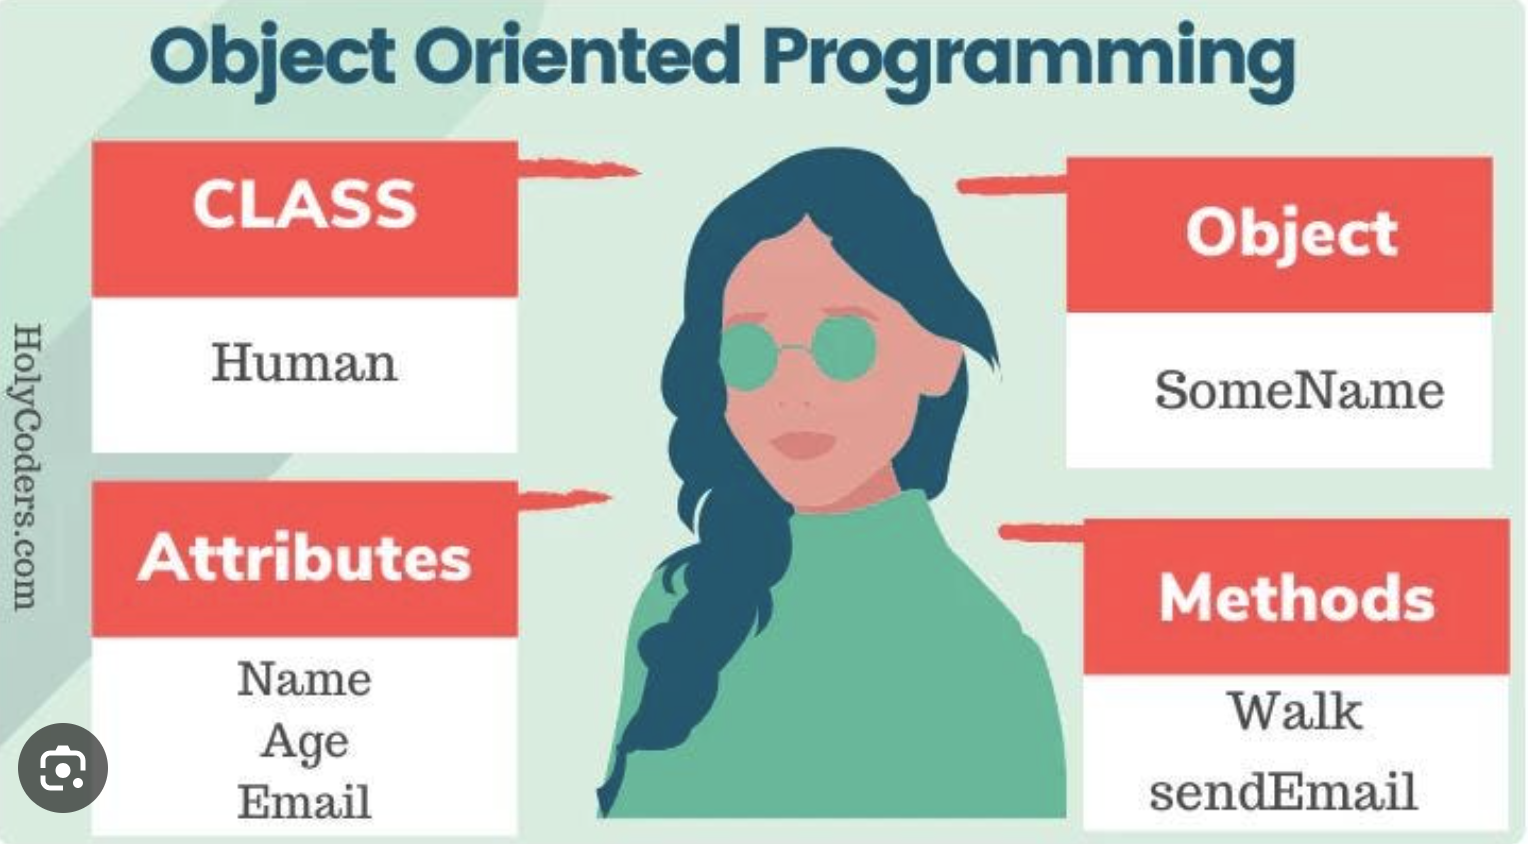 Object Oriented Programming
CLASS
Human
Object
SomeName
Attributes
Name
Age
Email
Methods
Walk
sendEmail
HolyCoders.com